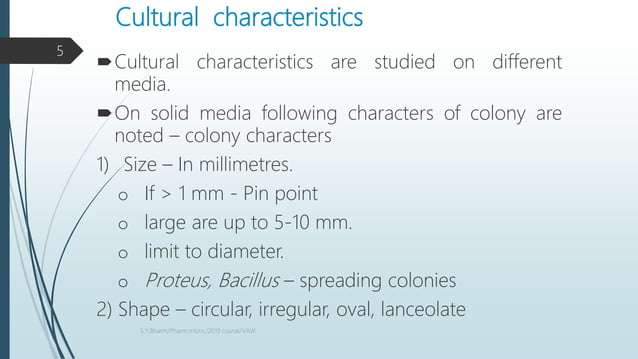 Cultural characteristics
5
Cultural characteristics are studied on different
media.
On solid media following characters of colony are
noted – colony characters
1) Size – In millimetres.
o If > 1 mm - Pin point
o large are up to 5-10 mm.
o limit to diameter.
o Proteus, Bacillus – spreading colonies
2) Shape – circular, irregular, oval, lanceolate